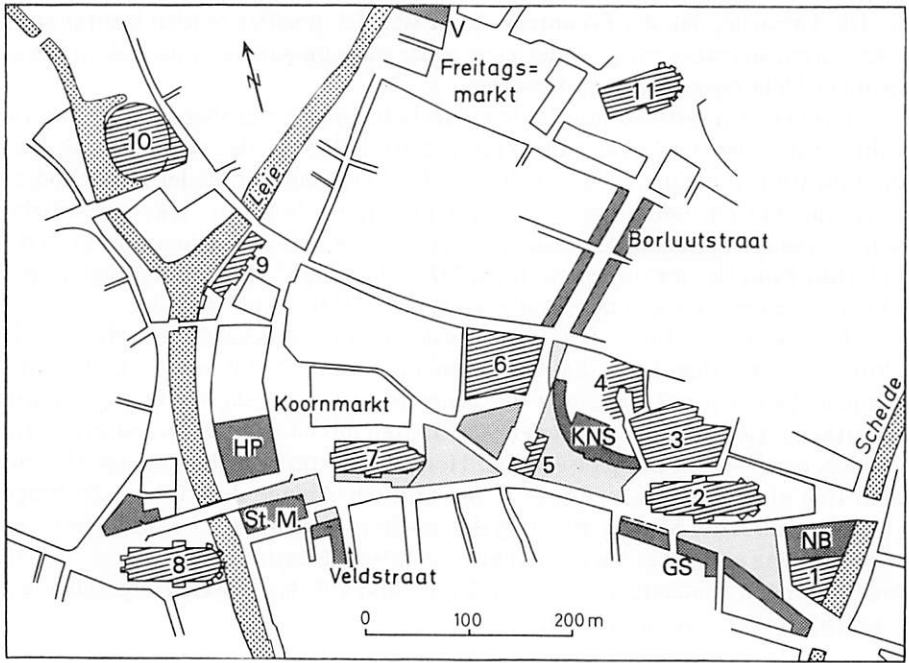 V
N
Freitags=
markt
11
10
Leie
Borluutstraat
9
6
4
Schelde
Koornmarkt
KNS
3
HP
7
5
2
St. M.
NB
8
GS
1
Veldstraat
0 100 200 m